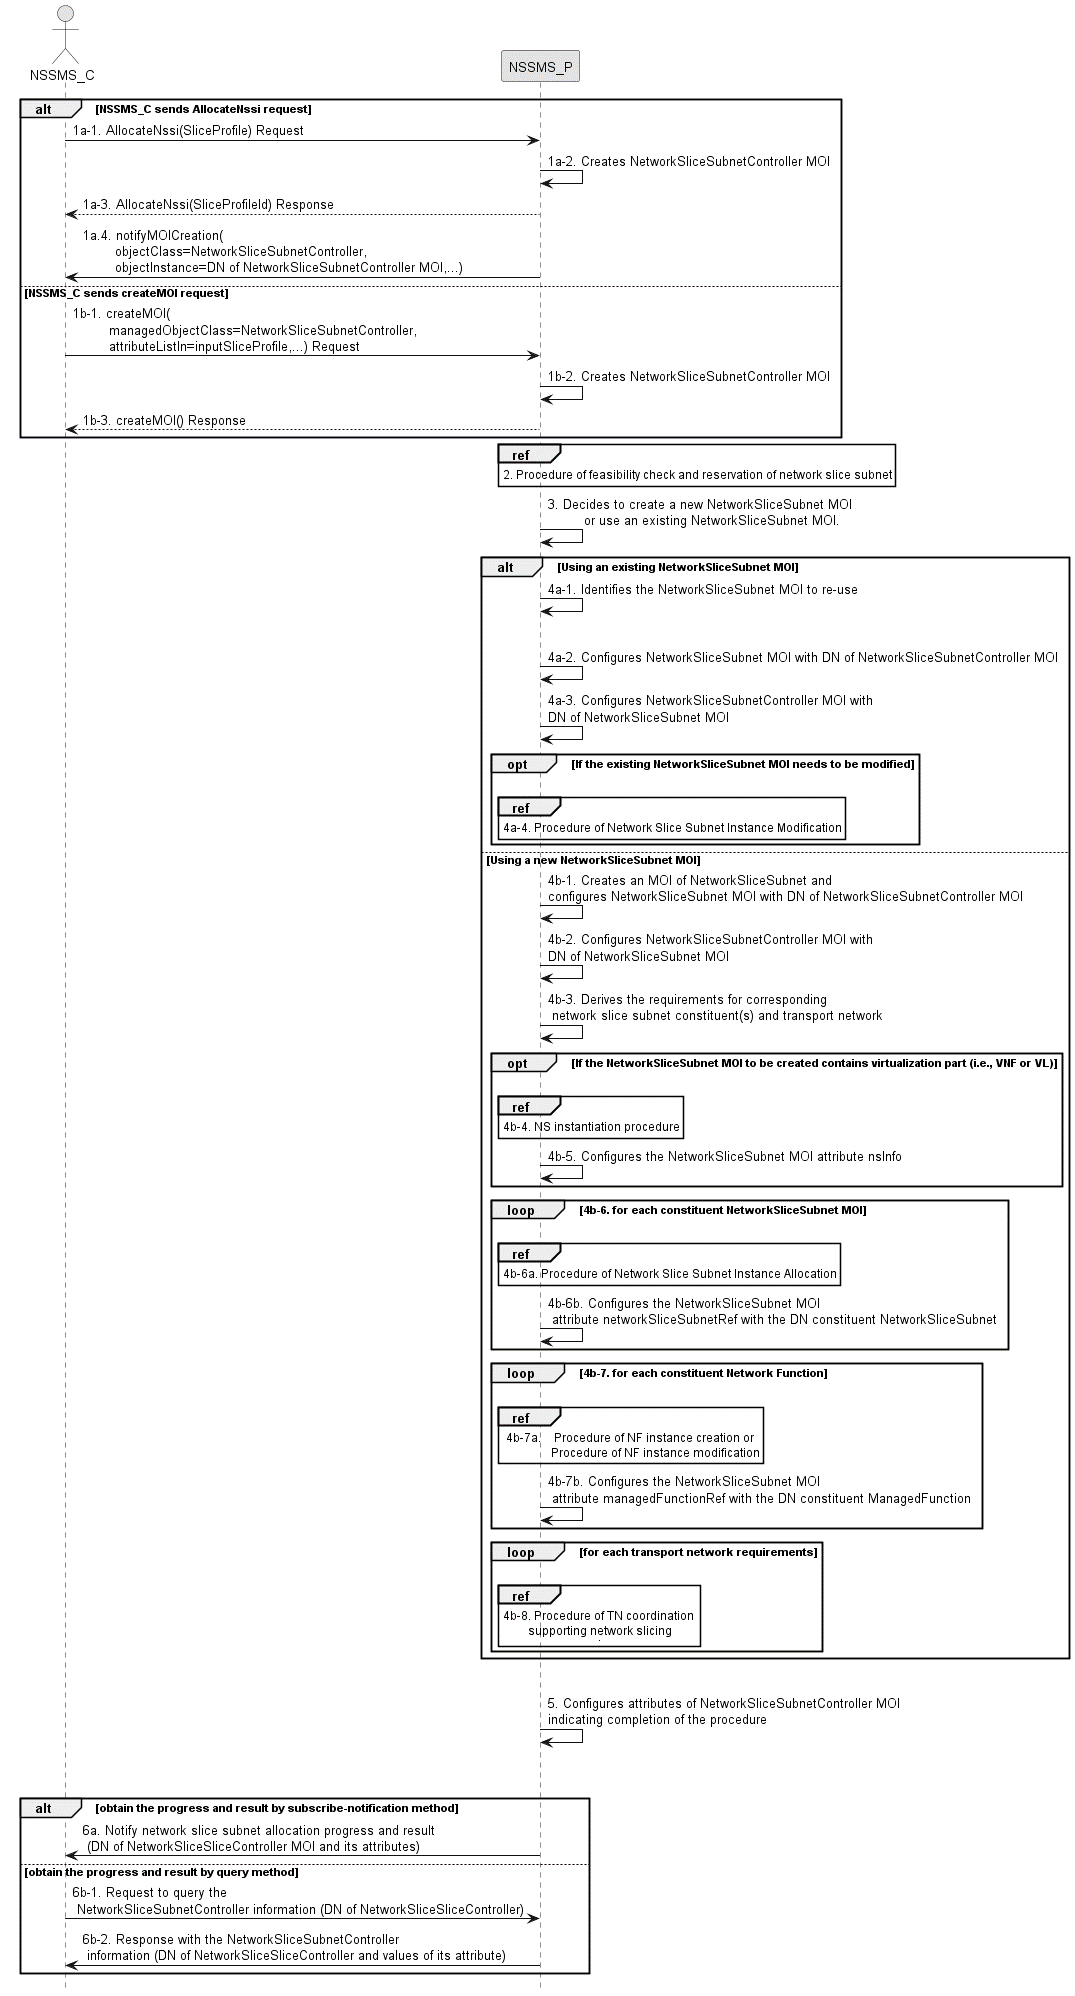 NSSMS_C
NSSMS_P
alt
[NSSMS_C sends AllocateNssi request]
1a-1. AllocateNssi(SliceProfile) Request
1a-2. Creates NetworkSliceSubnetController MOI
1a-3. AllocateNssi(SliceProfileId) Response
1a.4. notifyMOICreation(
objectClass=NetworkSliceSubnetController,
objectInstance=DN of NetworkSliceSubnetController MOI,...)
[NSSMS_C sends createMOI request]
1b-1. createMOI(
managedObjectClass=NetworkSliceSubnetController,
attributeListIn=inputSliceProfile,...) Request
1b-2. Creates NetworkSliceSubnetController MOI
1b-3. createMOI() Response
ref
2. Procedure of feasibility check and reservation of network slice subnet
3. Decides to create a new NetworkSliceSubnet MOI
or use an existing NetworkSliceSubnet MOI.
alt
[Using an existing NetworkSliceSubnet MOI]
4a-1. Identifies the NetworkSliceSubnet MOI to re-use
4a-2. Configures NetworkSliceSubnet MOI with DN of NetworkSliceSubnetController MOI
4a-3. Configures NetworkSliceSubnetController MOI with
DN of NetworkSliceSubnet MOI
opt
[If the existing NetworkSliceSubnet MOI needs to be modified]
ref
4a-4. Procedure of Network Slice Subnet Instance Modification
[Using a new NetworkSliceSubnet MOI]
4b-1. Creates an MOI of NetworkSliceSubnet and
configures NetworkSliceSubnet MOI with DN of NetworkSliceSubnetController MOI
4b-2. Configures NetworkSliceSubnetController MOI with
DN of NetworkSliceSubnet MOI
4b-3. Derives the requirements for corresponding
network slice subnet constituent(s) and transport network
opt
[If the NetworkSliceSubnet MOI to be created contains virtualization part (i.e., VNF or VL)]
ref
4b-4. NS instantiation procedure
4b-5. Configures the NetworkSliceSubnet MOI attribute nsInfo
loop
[4b-6. for each constituent NetworkSliceSubnet MOI]
ref
4b-6a. Procedure of Network Slice Subnet Instance Allocation
4b-6b. Configures the NetworkSliceSubnet MOI
attribute networkSliceSubnetRef with the DN constituent NetworkSliceSubnet
loop
[4b-7. for each constituent Network Function]
ref
4b-7a. Procedure of NF instance creation or
Procedure of NF instance modification
4b-7b. Configures the NetworkSliceSubnet MOI
attribute managedFunctionRef with the DN constituent ManagedFunction
loop
[for each transport network requirements]
ref
4b-8. Procedure of TN coordination
supporting network slicing
.
5. Configures attributes of NetworkSliceSubnetController MOI
indicating completion of the procedure
alt
[obtain the progress and result by subscribe-notification method]
6a. Notify network slice subnet allocation progress and result
(DN of NetworkSliceSliceController MOI and its attributes)
[obtain the progress and result by query method]
6b-1. Request to query the
NetworkSliceSubnetController information (DN of NetworkSliceSliceController)
6b-2. Response with the NetworkSliceSubnetController
information (DN of NetworkSliceSliceController and values of its attribute)